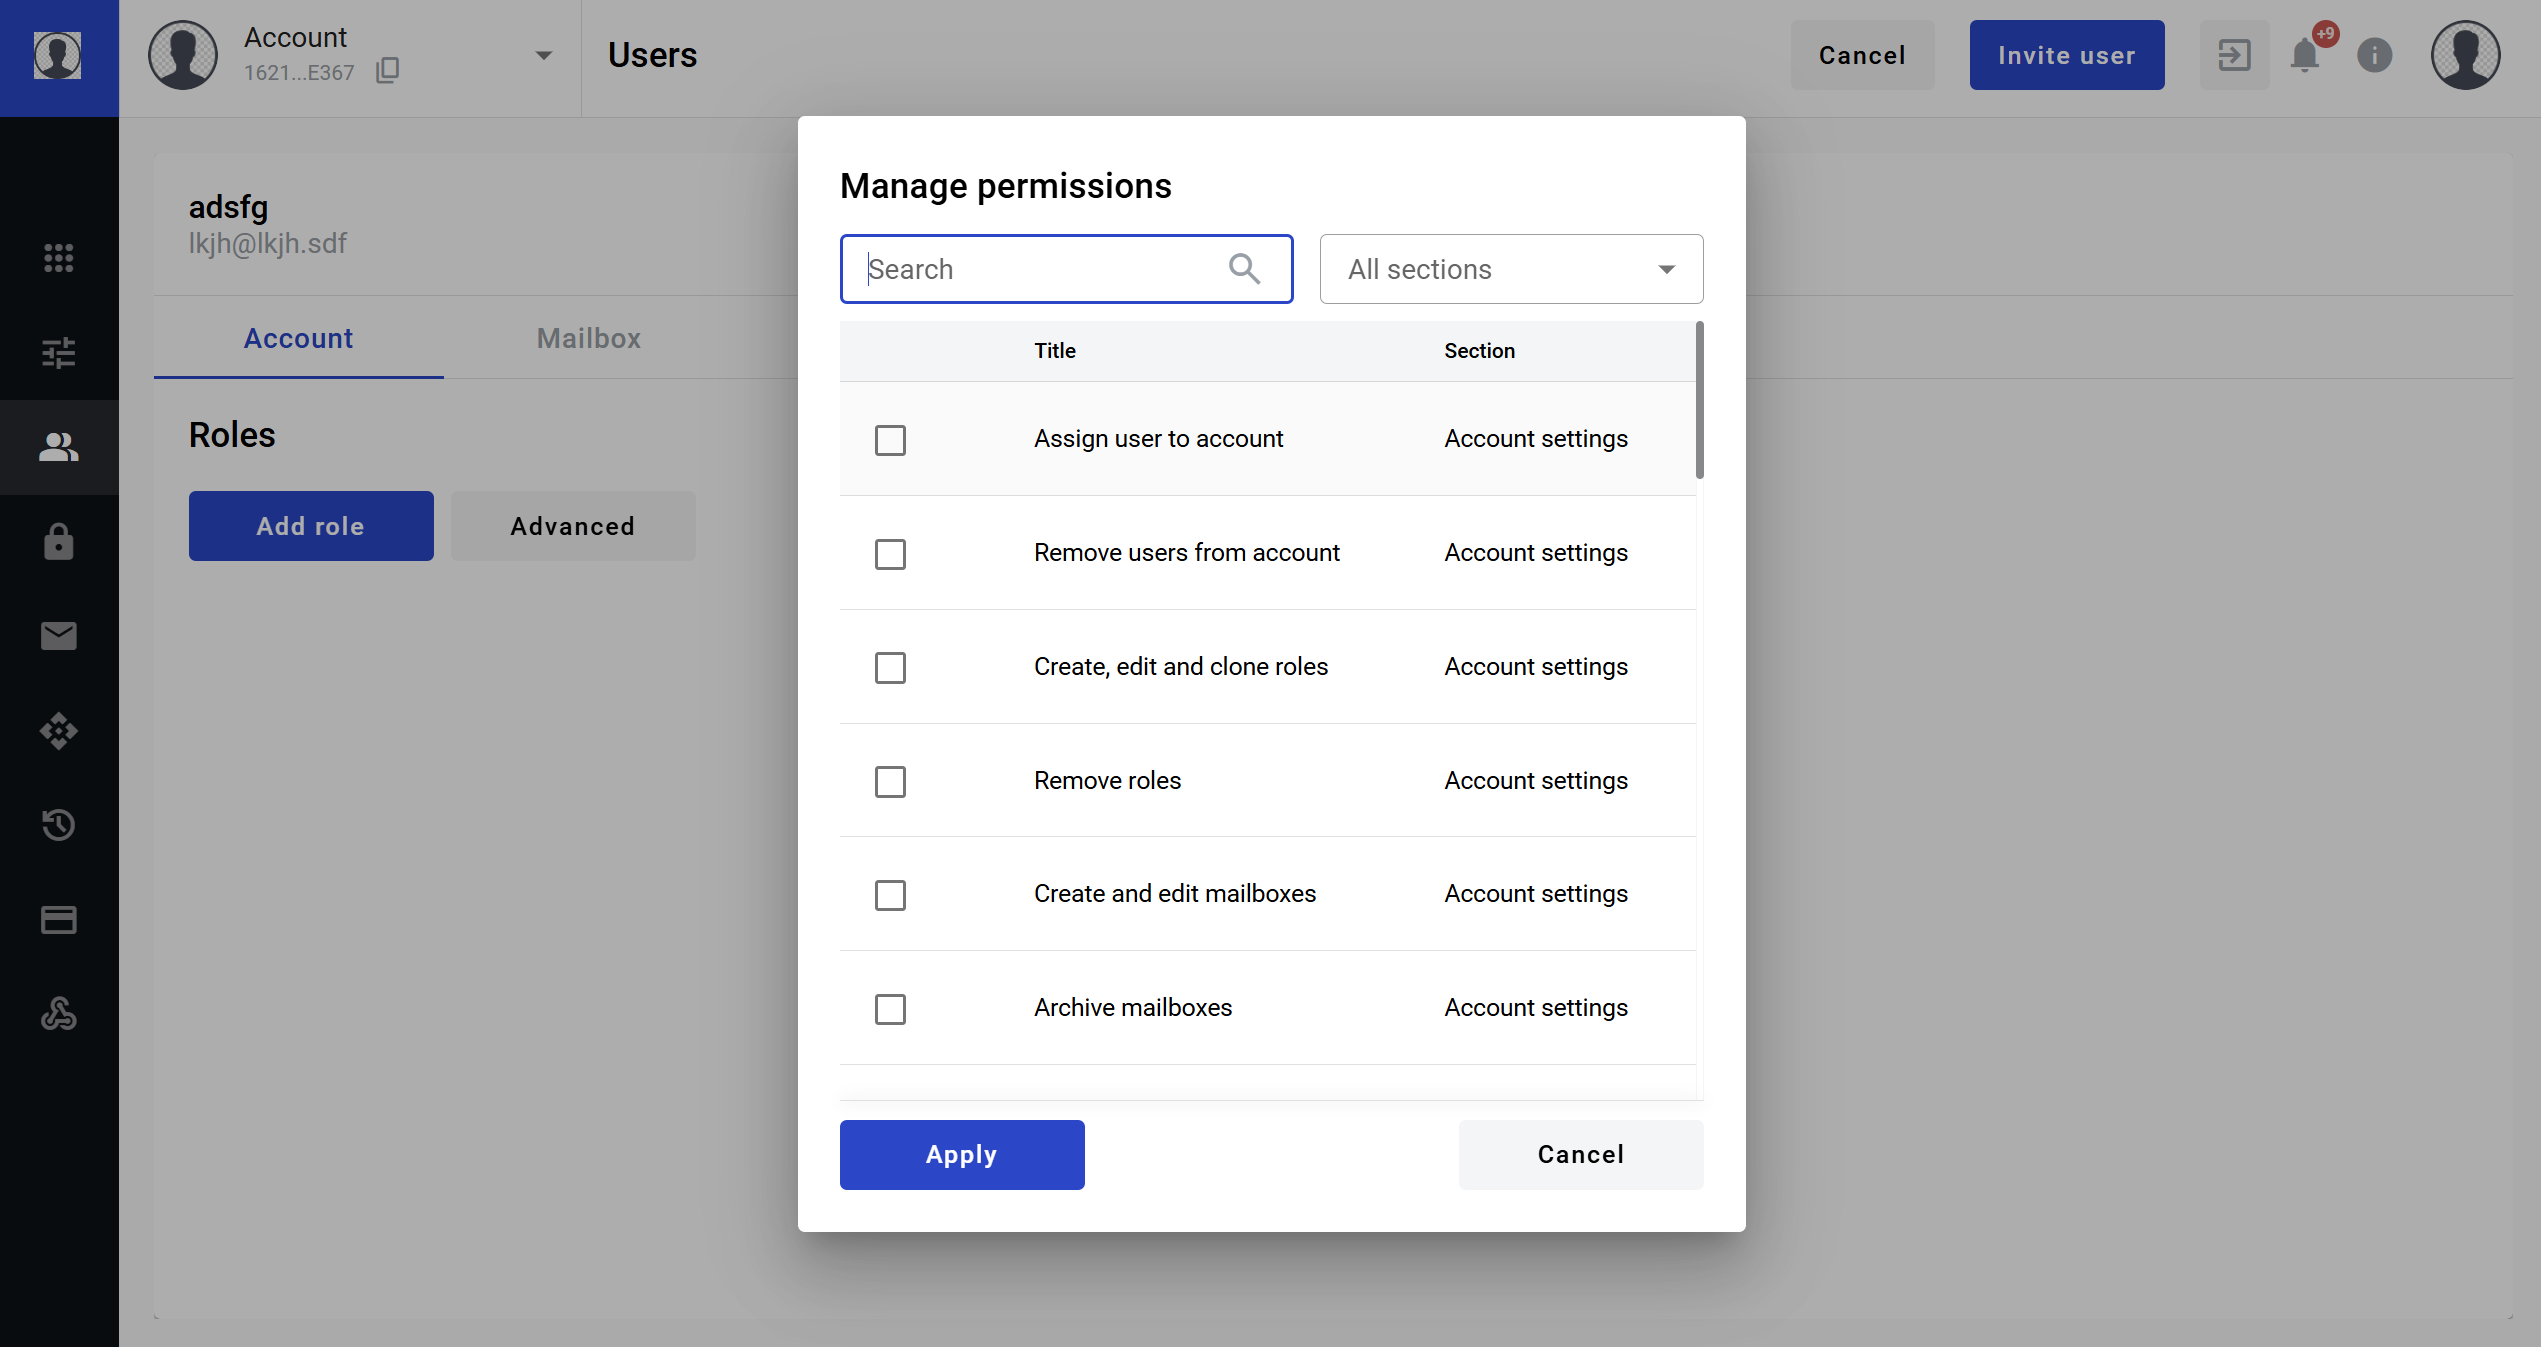 Account
1621...E367
Users
Cancel
Invite user
+9
adsfg
lkjh@lkjh.sdf
Account
Mailbox
Roles
Add role
Advanced
Manage permissions
Search
All sections
Title
Section
Assign user to account
Account settings
Remove users from account
Account settings
Create, edit and clone roles
Account settings
Remove roles
Account settings
Create and edit mailboxes
Account settings
Archive mailboxes
Account settings
Apply
Cancel